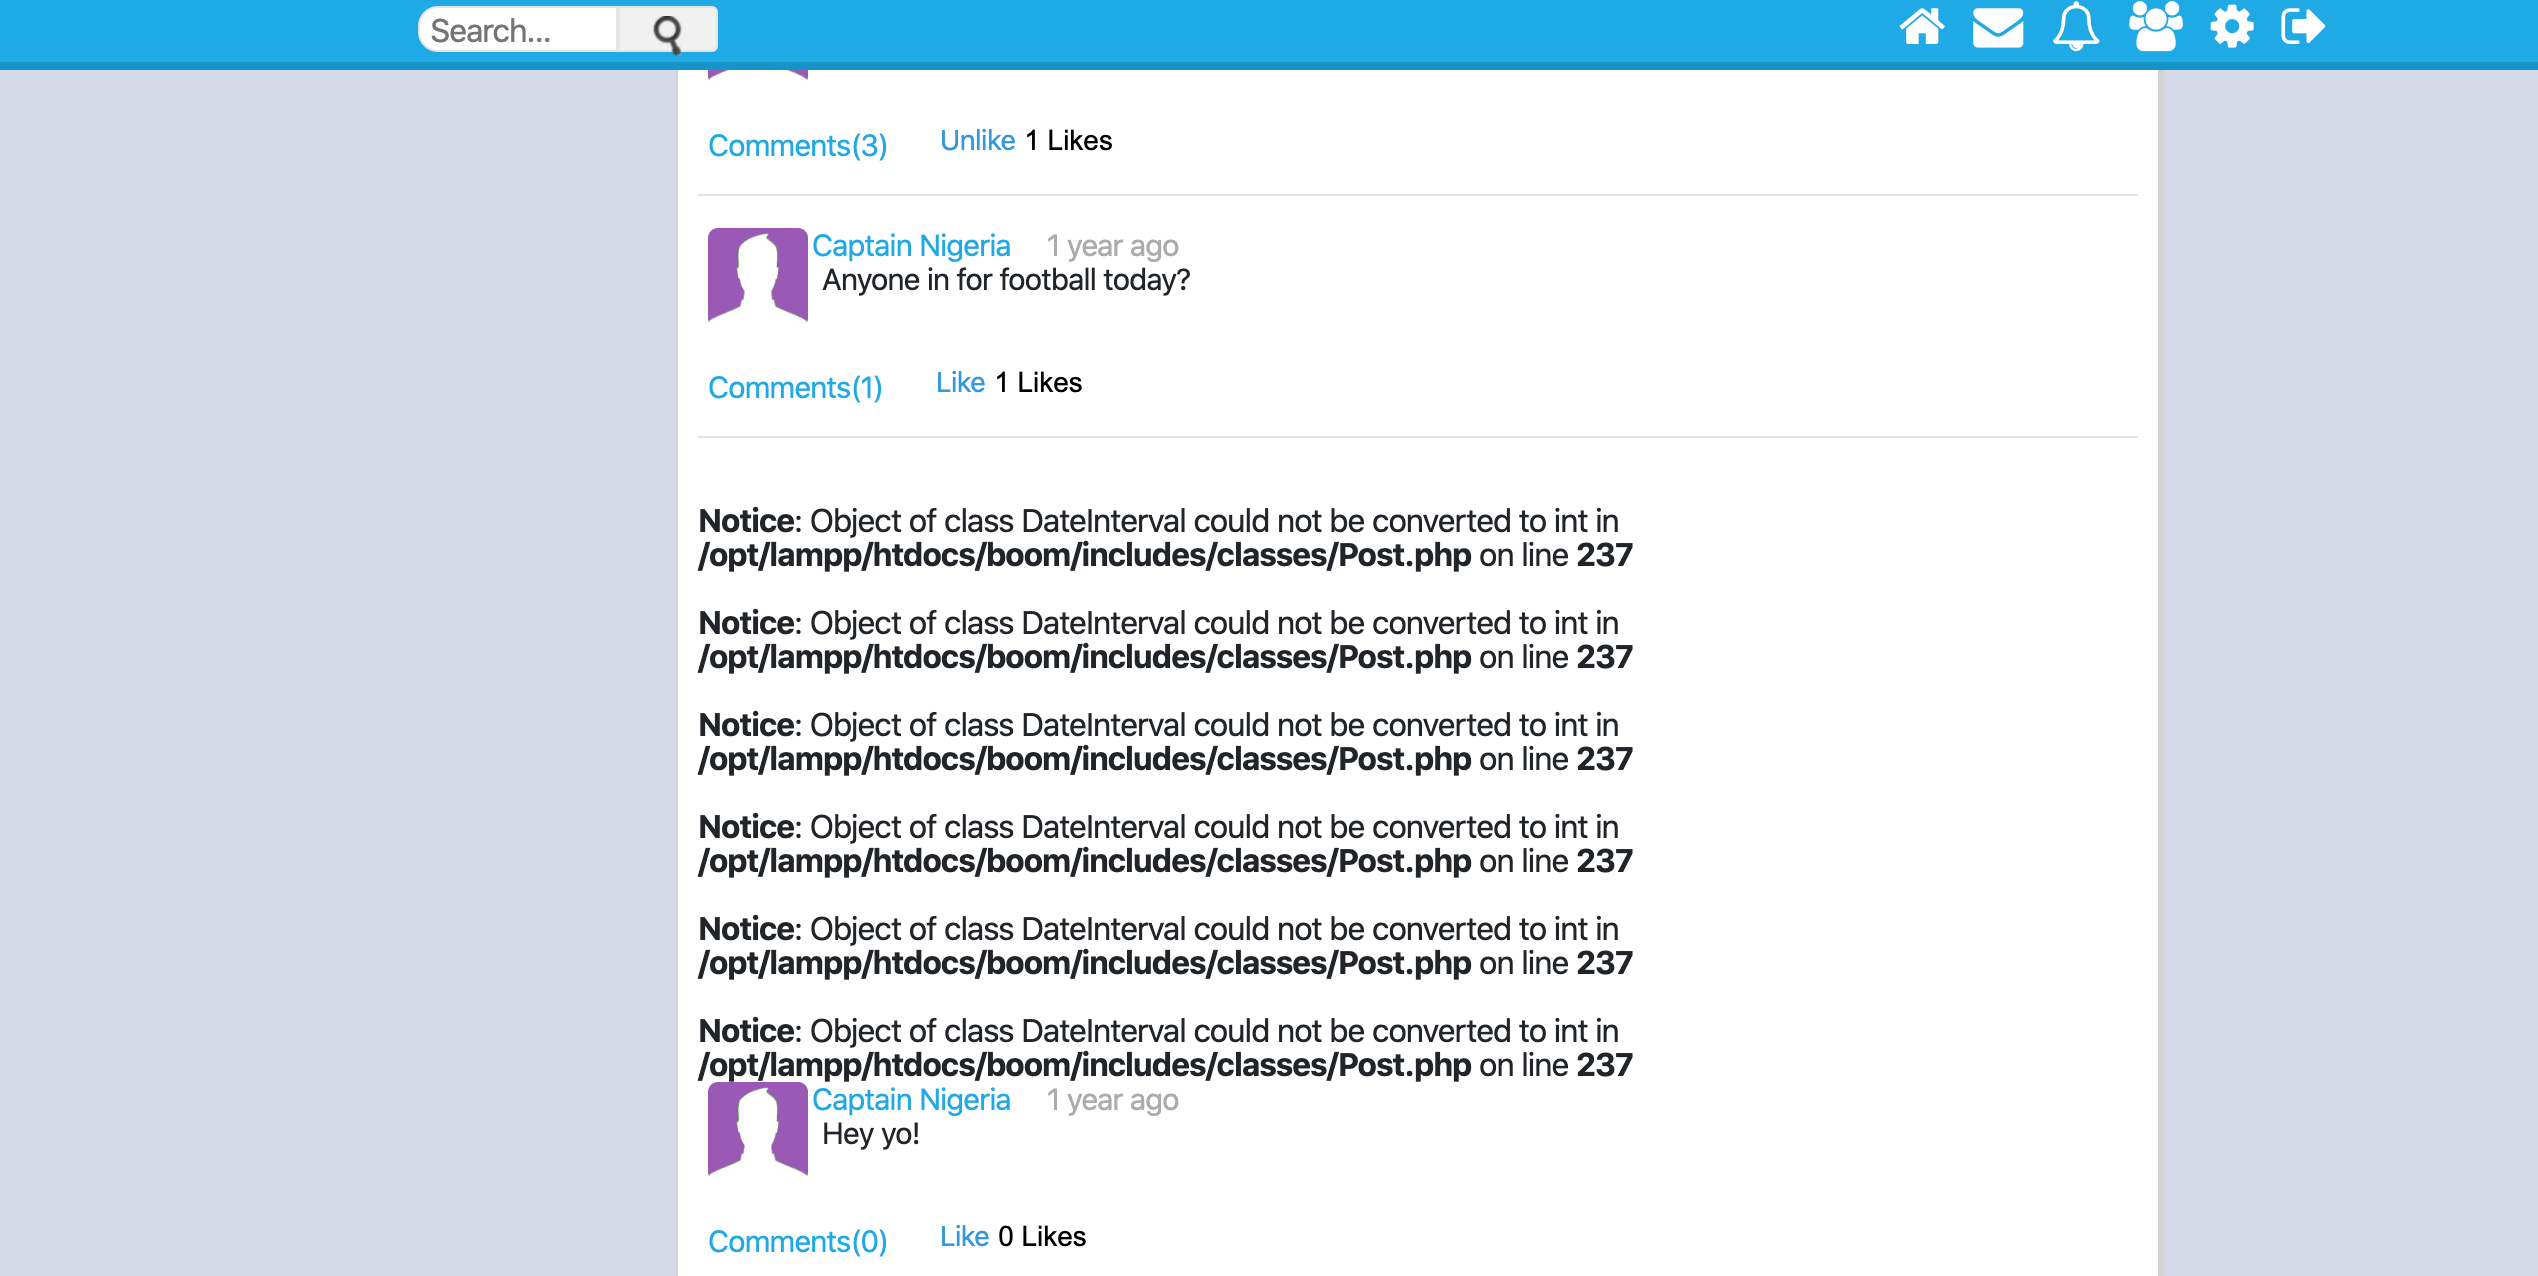 Search...
Comments(3) Unlike 1 Likes
Captain Nigeria 1 year ago
Anyone in for football today?
Comments(1) Like 1 Likes
Notice: Object of class DateInterval could not be converted to int in
/opt/lampp/htdocs/boom/includes/classes/Post.php on line 237
Notice: Object of class DateInterval could not be converted to int in
/opt/lampp/htdocs/boom/includes/classes/Post.php on line 237
Notice: Object of class DateInterval could not be converted to int in
/opt/lampp/htdocs/boom/includes/classes/Post.php on line 237
Notice: Object of class DateInterval could not be converted to int in
/opt/lampp/htdocs/boom/includes/classes/Post.php on line 237
Notice: Object of class DateInterval could not be converted to int in
/opt/lampp/htdocs/boom/includes/classes/Post.php on line 237
Notice: Object of class DateInterval could not be converted to int in
/opt/lampp/htdocs/boom/includes/classes/Post.php on line 237
Captain Nigeria 1 year ago
Hey yo!
Comments(0) Like 0 Likes